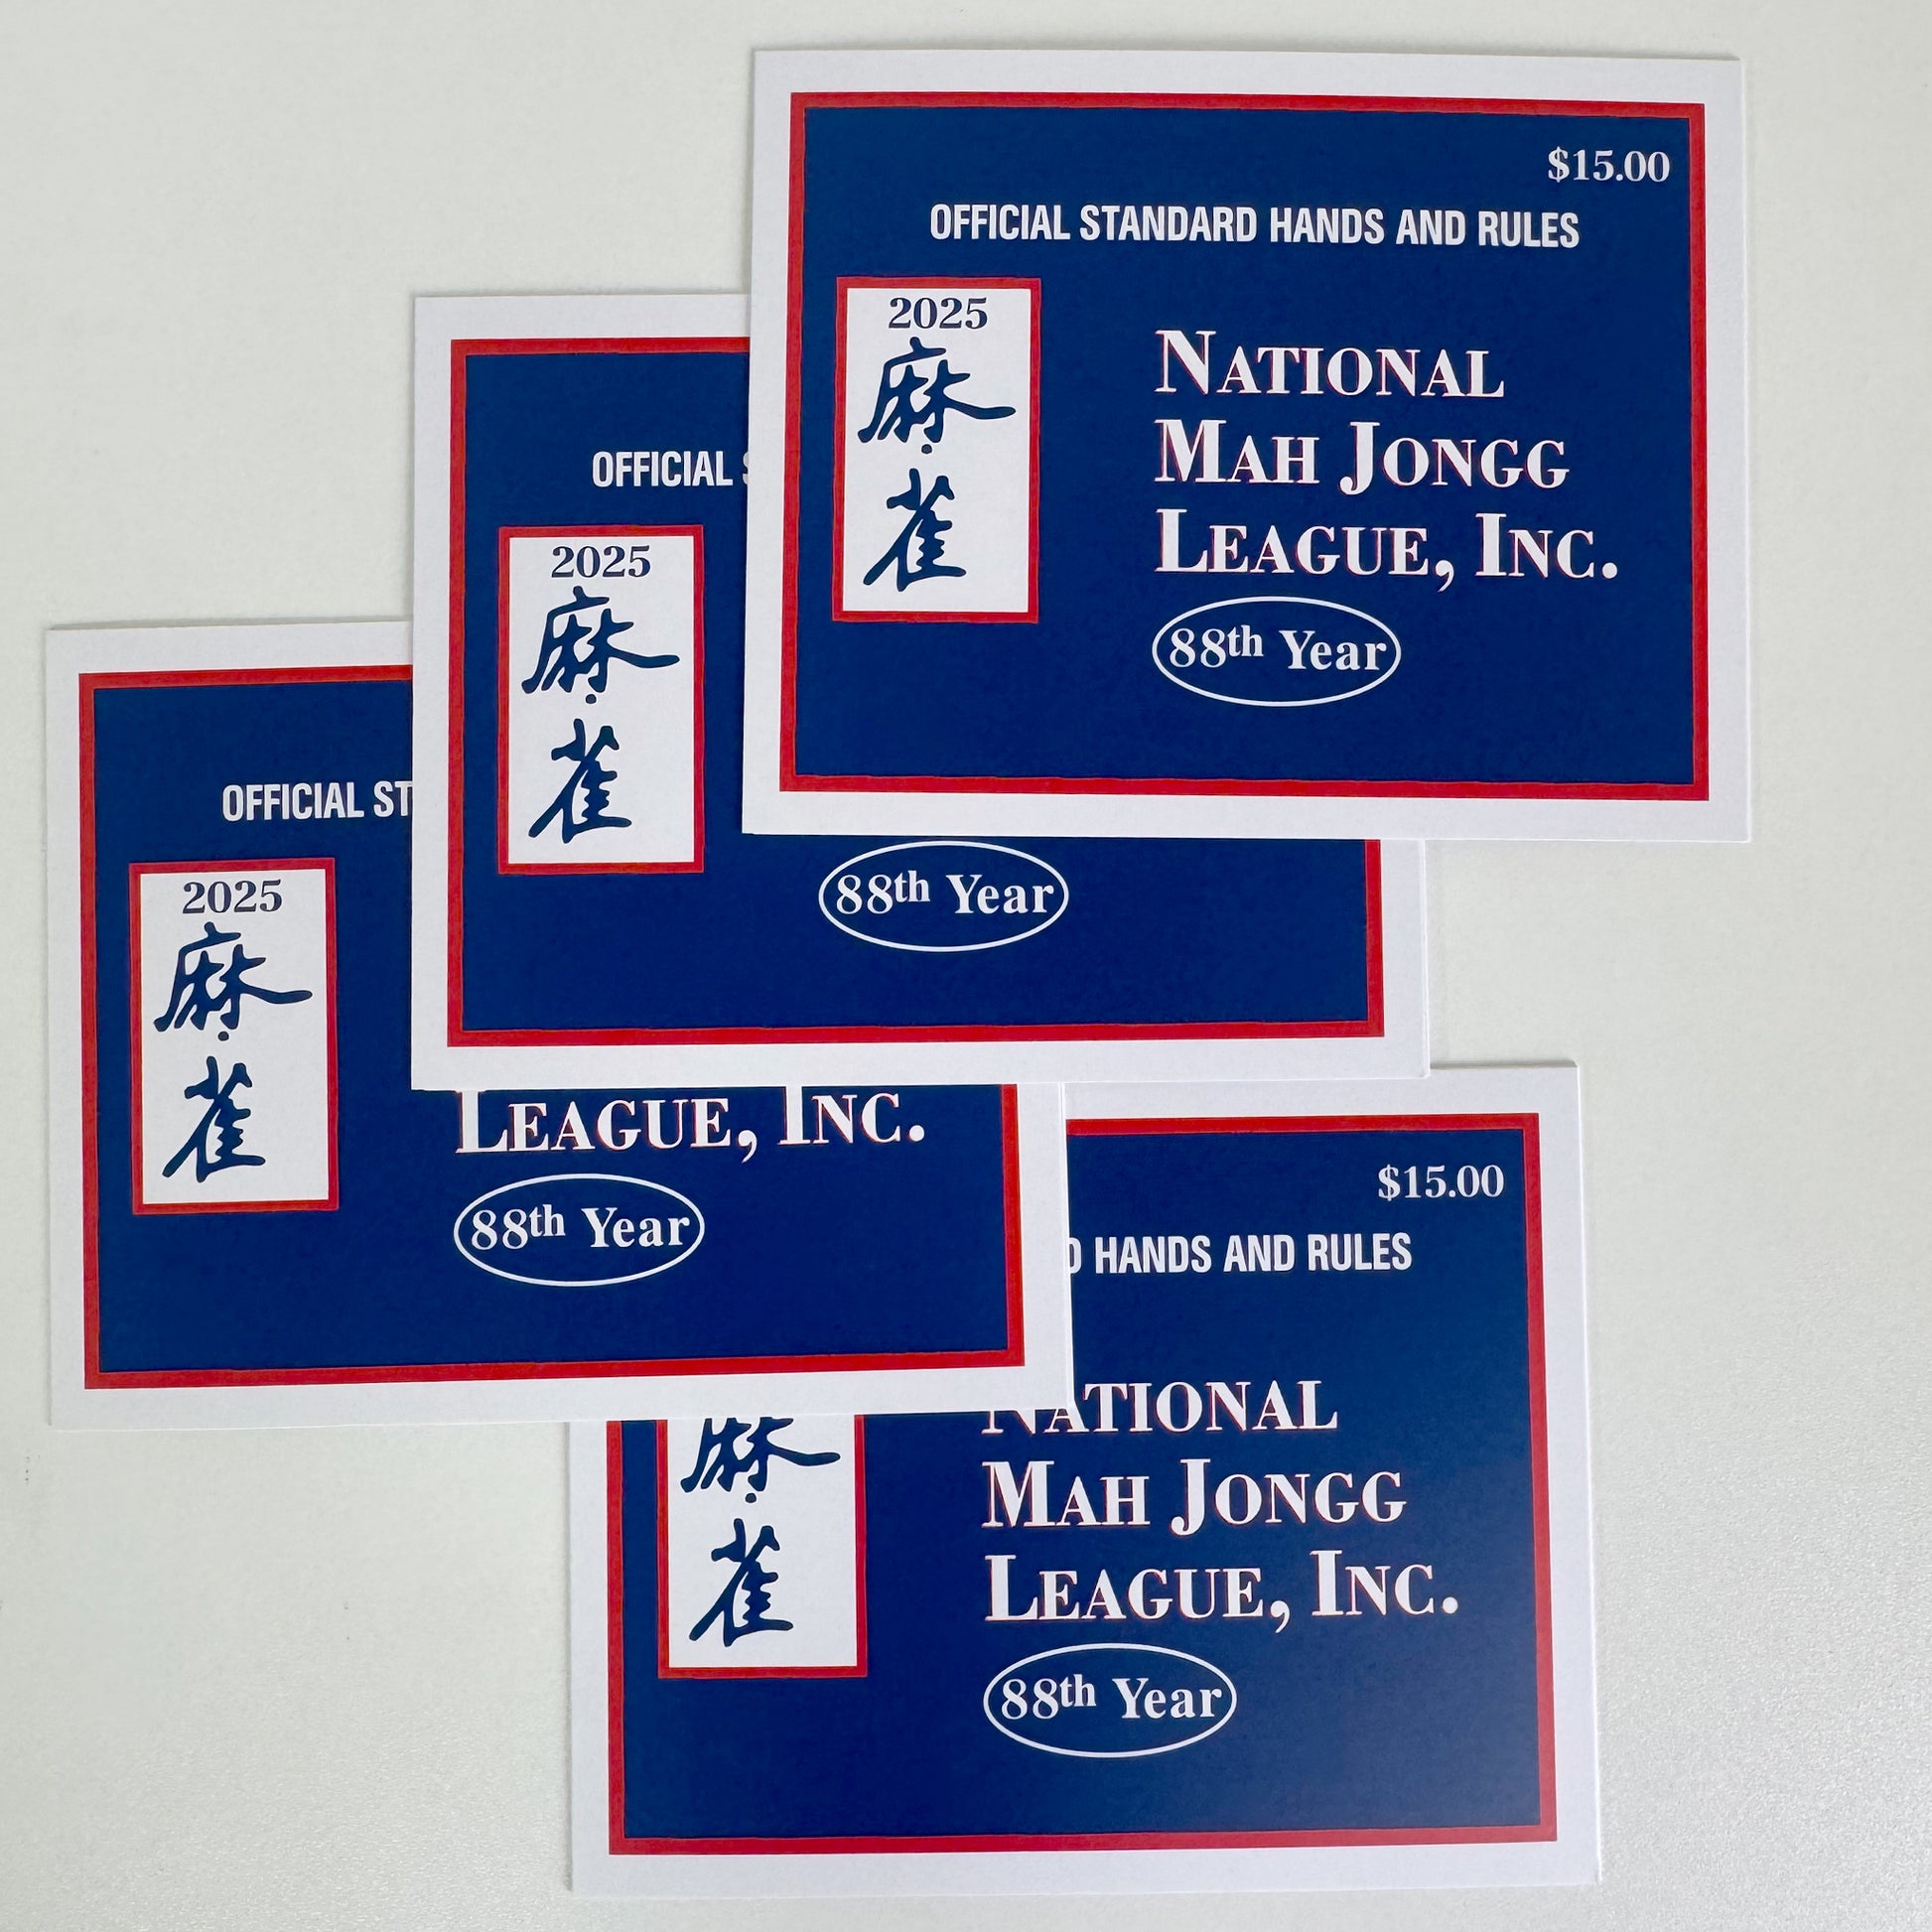 $15.00
OFFICIAL STANDARD HANDS AND RULES
2025
麻
雀
NATIONAL
MAH JONGG
LEAGUE, INC.
88th Year
OFFICIAL
2025
麻
雀
88th Year
OFFICIAL ST
2025
麻
雀
LEAGUE, INC.
88th Year
$15.00
D HANDS AND RULES
麻
雀
NATIONAL
MAH JONGG
LEAGUE, INC.
88th Year